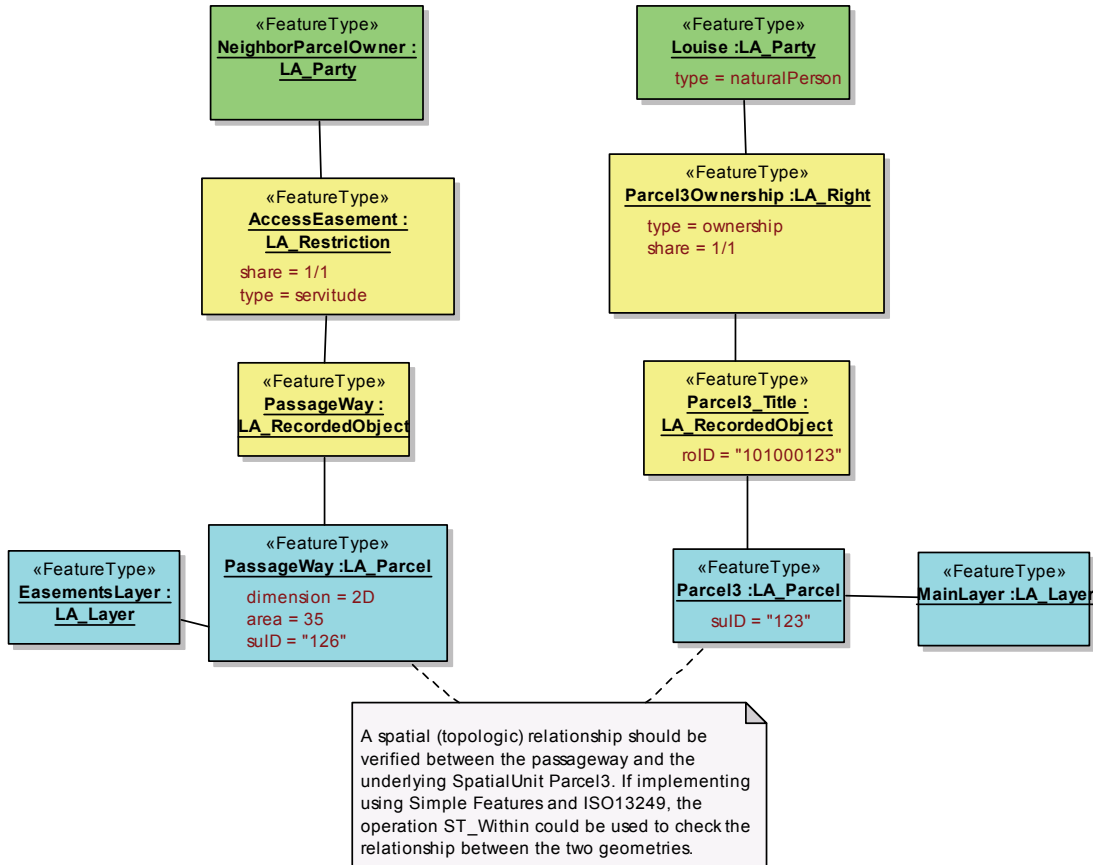 «FeatureType»
NeighborParcelOwner :
LA_Party
«FeatureType»
Louise :LA_Party
type = naturalPerson
«FeatureType»
AccessEasement :
LA_Restriction
share = 1/1
type = servitude
«FeatureType»
Parcel3Ownership :LA_Right
type = ownership
share = 1/1
«FeatureType»
PassageWay :
LA_RecordedObject
«FeatureType»
Parcel3_Title :
LA_RecordedObject
roID = "101000123"
«FeatureType»
EasementsLayer :
LA_Layer
«FeatureType»
PassageWay :LA_Parcel
dimension = 2D
area = 35
suID = "126"
«FeatureType»
Parcel3 :LA_Parcel
suID = "123"
«FeatureType»
MainLayer :LA_Layer
A spatial (topologic) relationship should be
verified between the passageway and the
underlying SpatialUnit Parcel3. If implementing
using Simple Features and ISO13249, the
operation ST_Within could be used to check the
relationship between the two geometries.